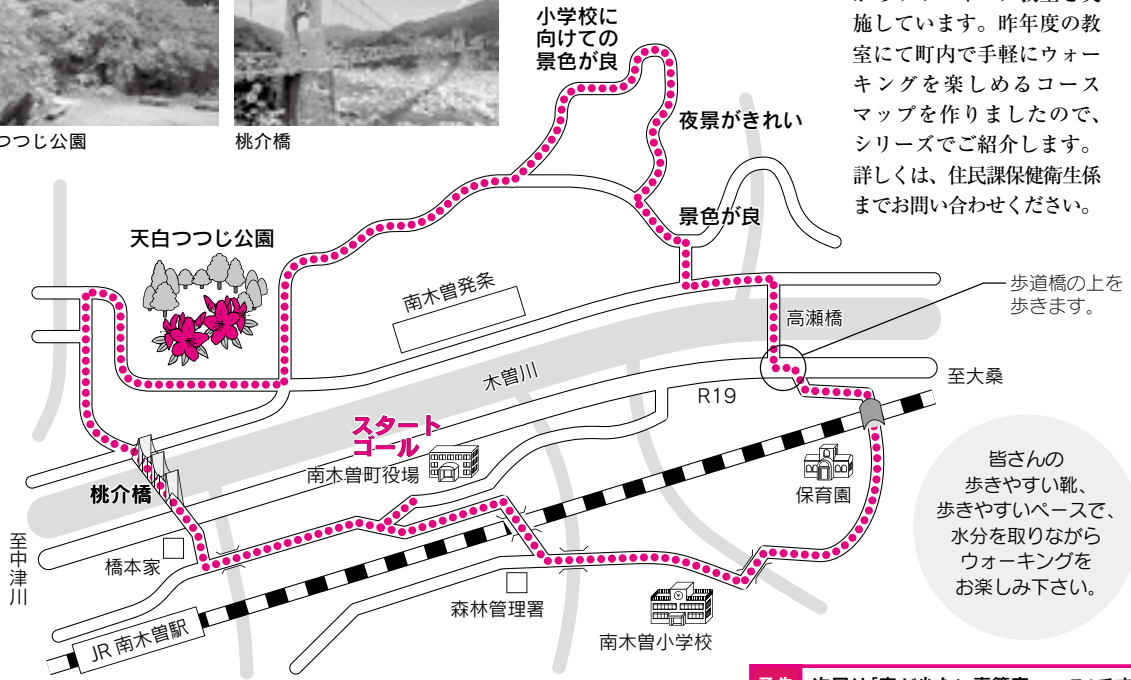 施しています。昨年度の教
室にて町内で手軽にウォー
キングを楽しめるコース
マップを作りましたので、
シリーズでご紹介します。
詳しくは、住民課保健衛生係
までお問い合わせください。
つつじ公園
桃介橋
小学校に
向けての
景色が良
夜景がきれい
景色が良
天白つつじ公園
南木曽発条
高瀬橋
歩道橋の上を
歩きます。
木曽川
R19
至大桑
スタート
ゴール
南木曽町役場
桃介橋
保育園
至中津川
橋本家
森林管理署
南木曽小学校
JR 南木曽駅
皆さんの
歩きやすい靴、
歩きやすいペースで、
水分を取りながら
ウォーキングを
お楽しみ下さい。